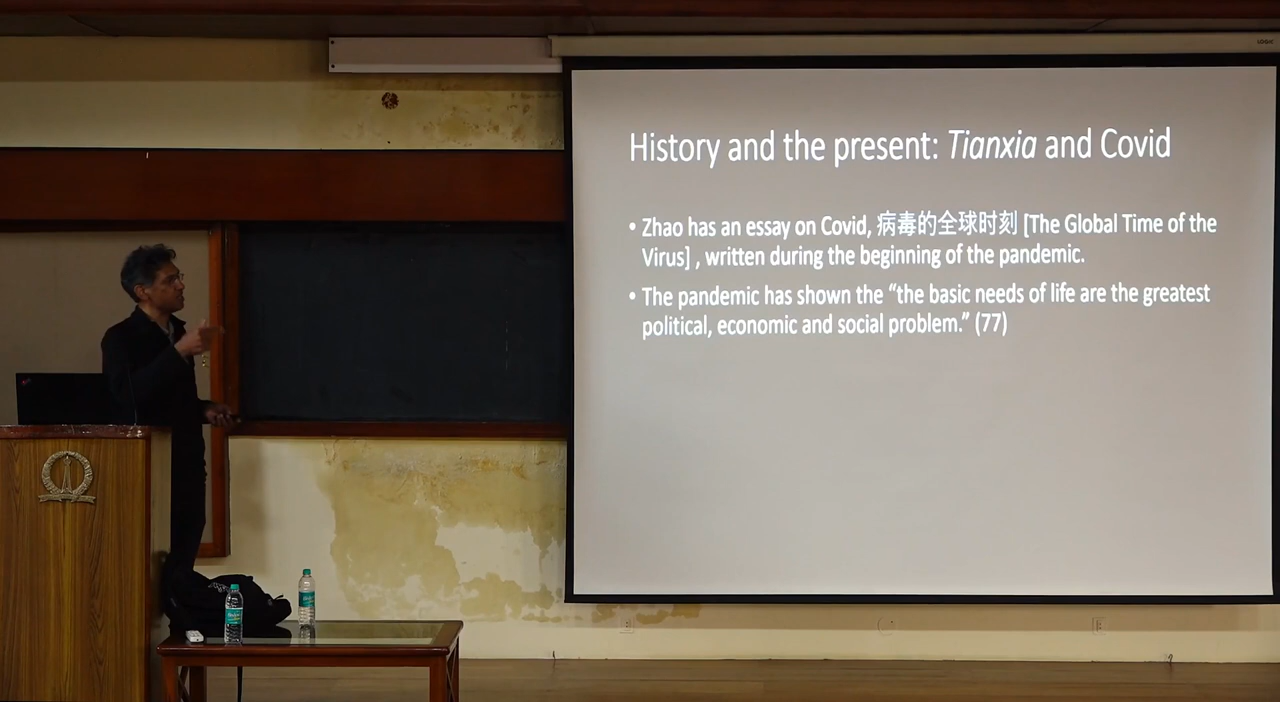 LOGIC
History and the present: Tianxia and Covid
• Zhao has an essay on Covid, 病毒的全球时刻 [The Global Time of the
Virus] , written during the beginning of the pandemic.
• The pandemic has shown the “the basic needs of life are the greatest
political, economic and social problem.” (77)